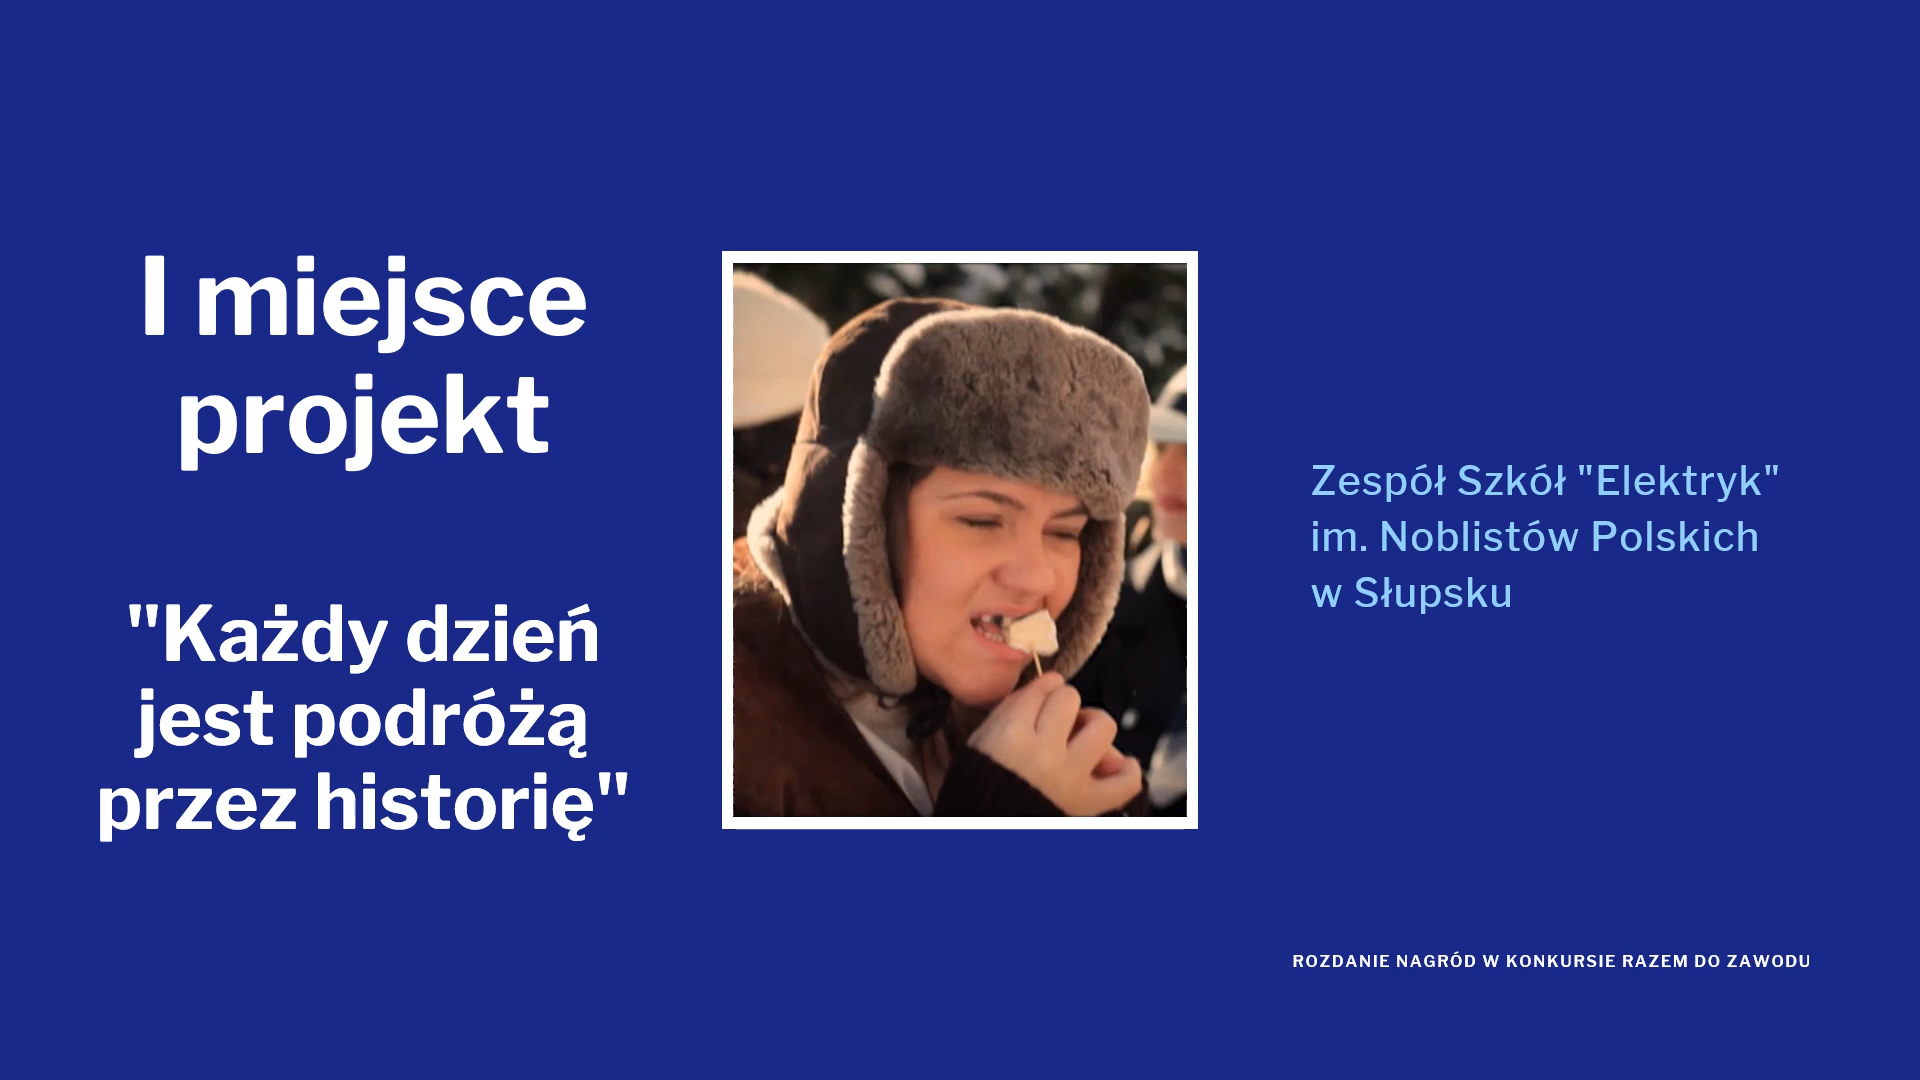 I miejsce
projekt
"Każdy dzień
jest podróżą
przez historię"
Zespół Szkół "Elektryk"
im. Noblistów Polskich
w Słupsku
ROZDANIE NAGRÓD W KONKURSIE RAZEM DO ZAWODU